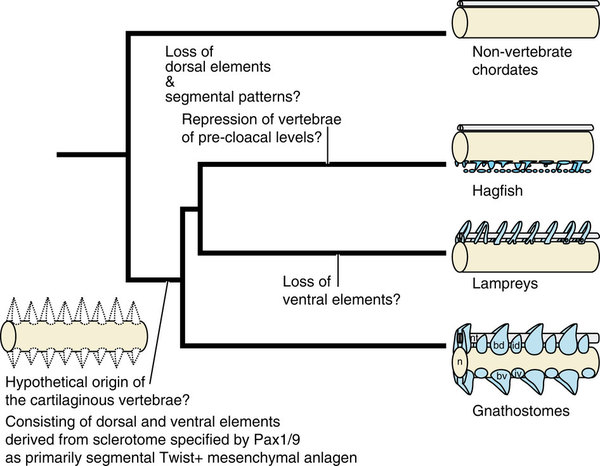 Non-vertebrate
chordates
Loss of
dorsal elements
&
segmental patterns?
Repression of vertebrae
of pre-cloacal levels?
Hagfish
Lampreys
Loss of
ventral elements?
bd
id
n
bv
iv
Gnathostomes
Hypothetical origin of
the cartilaginous vertebrae?
Consisting of dorsal and ventral elements
derived from sclerotome specified by Pax1/9
as primarily segmental Twist+ mesenchymal anlagen